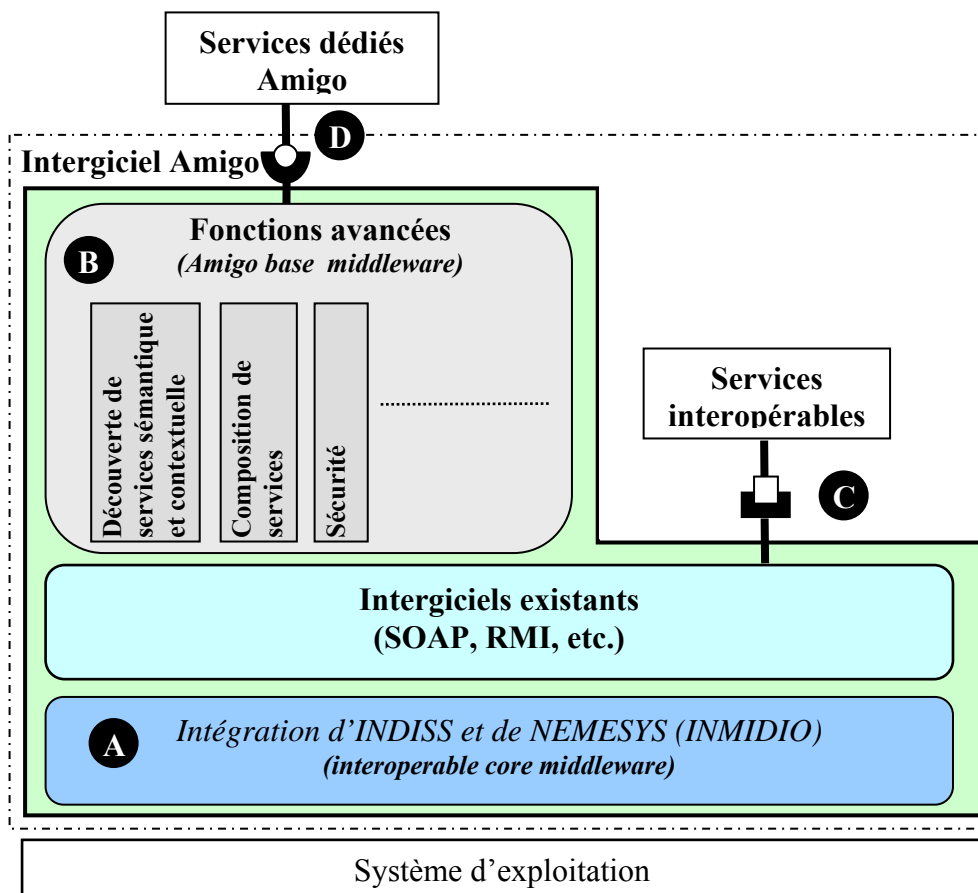 Services dédiés
Amigo
D
Intergiciel Amigo
Fonctions avancées
(Amigo base middleware)
B
Découverte de
services sémantique
et contextuelle
Composition de
services
Sécurité
Services
interopérables
C
Intergiciels existants
(SOAP, RMI, etc.)
A
Intégration d’INDISS et de NEMESYS (INMIDIO)
(interoperable core middleware)
Système d’exploitation